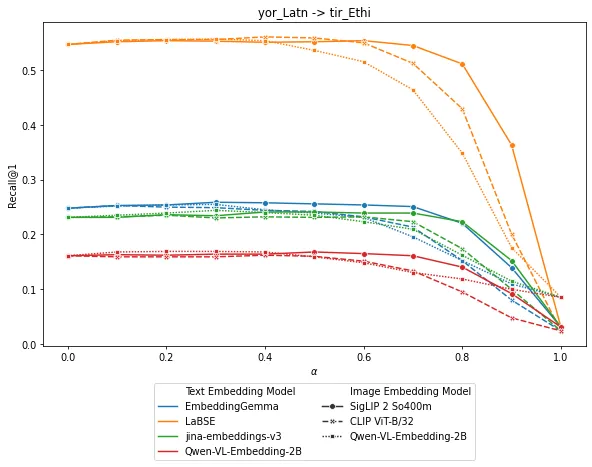 yor_Latn -> tir_Ethi
Recall@1
0.5
0.4
0.3
0.2
0.1
0.0
0.0 0.2 0.4 0.6 0.8 1.0
α
Text Embedding Model
EmbeddingGemma
LaBSE
jina-embeddings-v3
Qwen-VL-Embedding-2B
Image Embedding Model
SigLIP 2 So400m
CLIP ViT-B/32
Qwen-VL-Embedding-2B